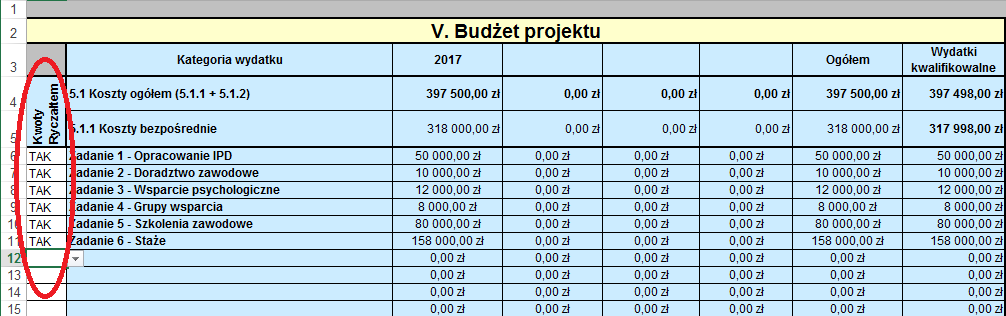 1
2 V. Budżet projektu
3 Kategoria wydatku 2017 Ogółem Wydatki kwalifikowalne
Kwoty Ryczałtem
4 5.1 Koszty ogółem (5.1.1 + 5.1.2) 397 500,00 zł 0,00 zł 0,00 zł 0,00 zł 397 500,00 zł 397 498,00 zł
5 5.1.1 Koszty bezpośrednie 318 000,00 zł 0,00 zł 0,00 zł 0,00 zł 318 000,00 zł 317 998,00 zł
6 TAK Zadanie 1 - Opracowanie IPD 50 000,00 zł 0,00 zł 0,00 zł 0,00 zł 50 000,00 zł 50 000,00 zł
7 TAK Zadanie 2 - Doradztwo zawodowe 10 000,00 zł 0,00 zł 0,00 zł 0,00 zł 10 000,00 zł 10 000,00 zł
8 TAK Zadanie 3 - Wsparcie psychologiczne 12 000,00 zł 0,00 zł 0,00 zł 0,00 zł 12 000,00 zł 12 000,00 zł
9 TAK Zadanie 4 - Grupy wsparcia 8 000,00 zł 0,00 zł 0,00 zł 0,00 zł 8 000,00 zł 8 000,00 zł
10 TAK Zadanie 5 - Szkolenia zawodowe 80 000,00 zł 0,00 zł 0,00 zł 0,00 zł 80 000,00 zł 80 000,00 zł
11 TAK Zadanie 6 - Staże 158 000,00 zł 0,00 zł 0,00 zł 0,00 zł 158 000,00 zł 158 000,00 zł
12 0,00 zł 0,00 zł 0,00 zł 0,00 zł 0,00 zł 0,00 zł
13 0,00 zł 0,00 zł 0,00 zł 0,00 zł 0,00 zł 0,00 zł
14 0,00 zł 0,00 zł 0,00 zł 0,00 zł 0,00 zł 0,00 zł
15 0,00 zł 0,00 zł 0,00 zł 0,00 zł 0,00 zł 0,00 zł